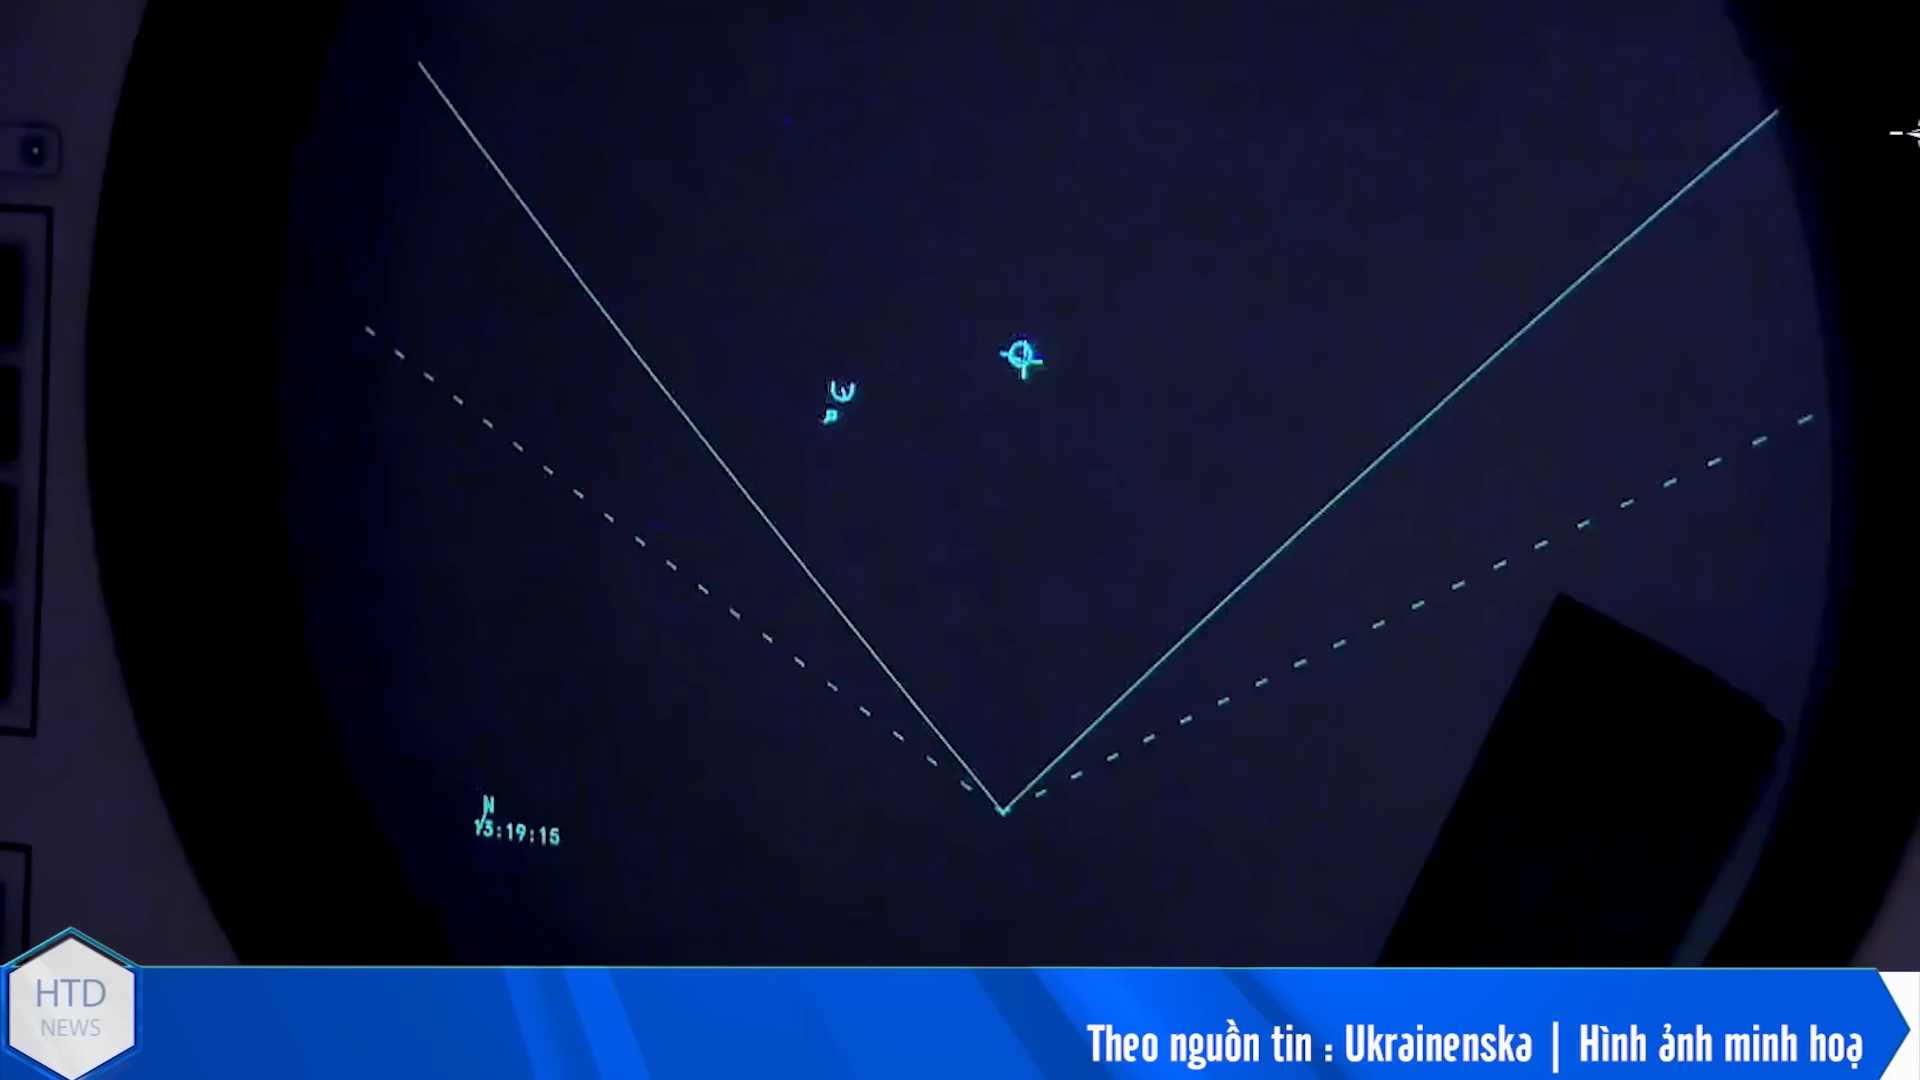 N
13:19:15
HTD
NEWS
Theo nguồn tin : Ukrainenska | Hình ảnh minh hoạ